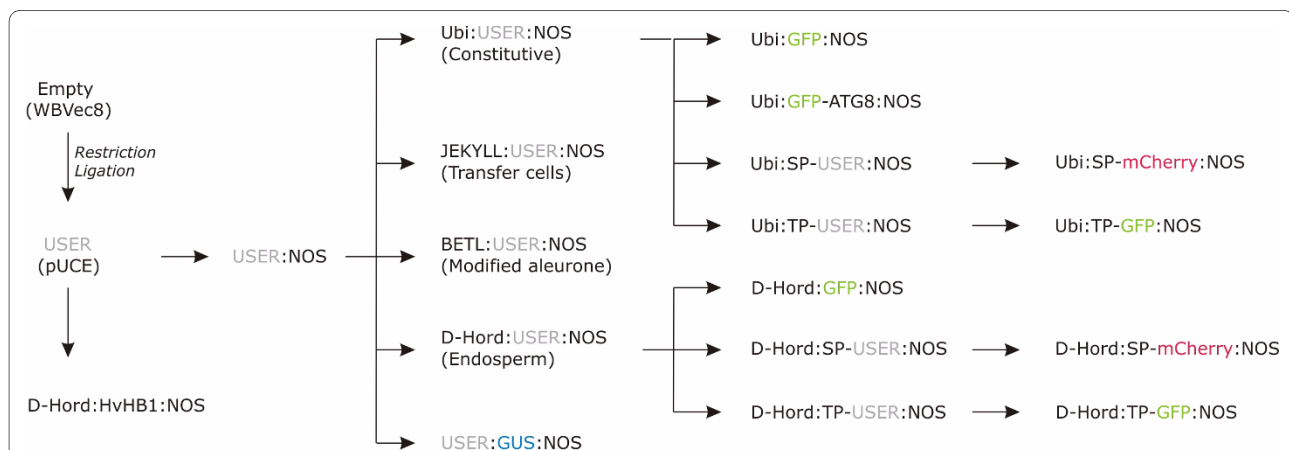 Empty
(WBVec8)
Restriction
Ligation
USER
(pUCE)
D-Hord:HvHB1:NOS
USER:NOS
Ubi:USER:NOS
(Constitutive)
JEKYLL:USER:NOS
(Transfer cells)
BETL:USER:NOS
(Modified aleurone)
D-Hord:USER:NOS
(Endosperm)
USER:GUS:NOS
Ubi:GFP:NOS
Ubi:GFP-ATG8:NOS
Ubi:SP-USER:NOS
Ubi:SP-mCherry:NOS
Ubi:TP-USER:NOS
Ubi:TP-GFP:NOS
D-Hord:GFP:NOS
D-Hord:SP-USER:NOS
D-Hord:SP-mCherry:NOS
D-Hord:TP-USER:NOS
D-Hord:TP-GFP:NOS